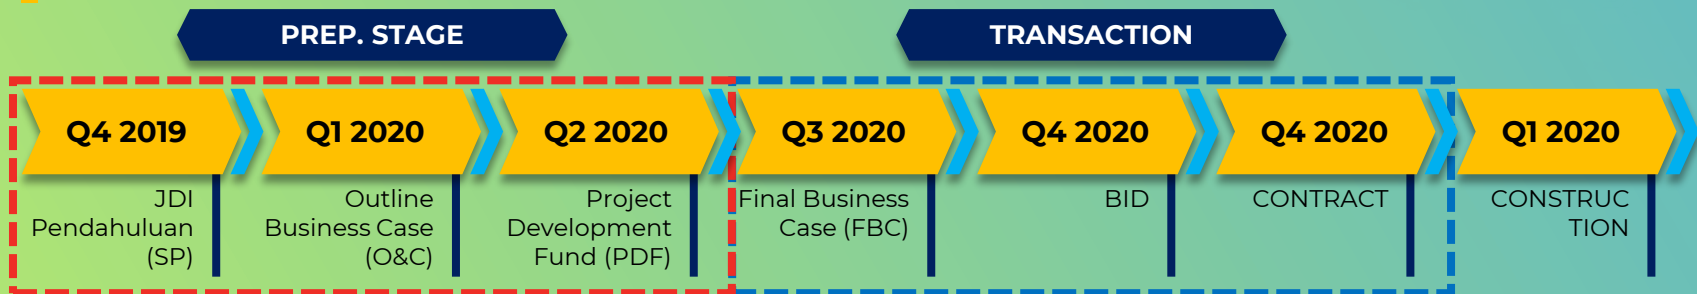 PREP. STAGE
TRANSACTION
Q4 2019
Q1 2020
Q2 2020
Q3 2020
Q4 2020
Q4 2020
Q1 2020
JDI
Pendahuluan
(SP)
Outline
Business Case
(O&C)
Project
Development
Fund (PDF)
Final Business
Case (FBC)
BID
CONTRACT
CONSTRUC
TION